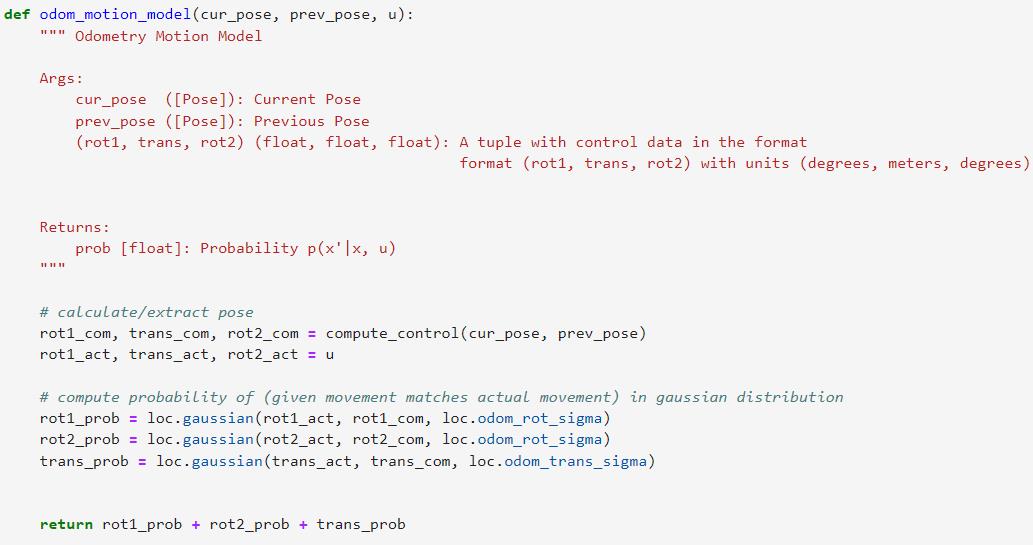 def odom_motion_model(cur_pose, prev_pose, u):
    """ Odometry Motion Model

    Args:
        cur_pose  ([Pose]): Current Pose
        prev_pose ([Pose]): Previous Pose
        (rot1, trans, rot2) (float, float, float): A tuple with control data in the format
                                                   format (rot1, trans, rot2) with units (degrees, meters, degrees)


    Returns:
        prob [float]: Probability p(x'|x, u)
    """

    # calculate/extract pose
    rot1_com, trans_com, rot2_com = compute_control(cur_pose, prev_pose)
    rot1_act, trans_act, rot2_act = u

    # compute probability of (given movement matches actual movement) in gaussian distribution
    rot1_prob = loc.gaussian(rot1_act, rot1_com, loc.odom_rot_sigma)
    rot2_prob = loc.gaussian(rot2_act, rot2_com, loc.odom_rot_sigma)
    trans_prob = loc.gaussian(trans_act, trans_com, loc.odom_trans_sigma)


    return rot1_prob + rot2_prob + trans_prob